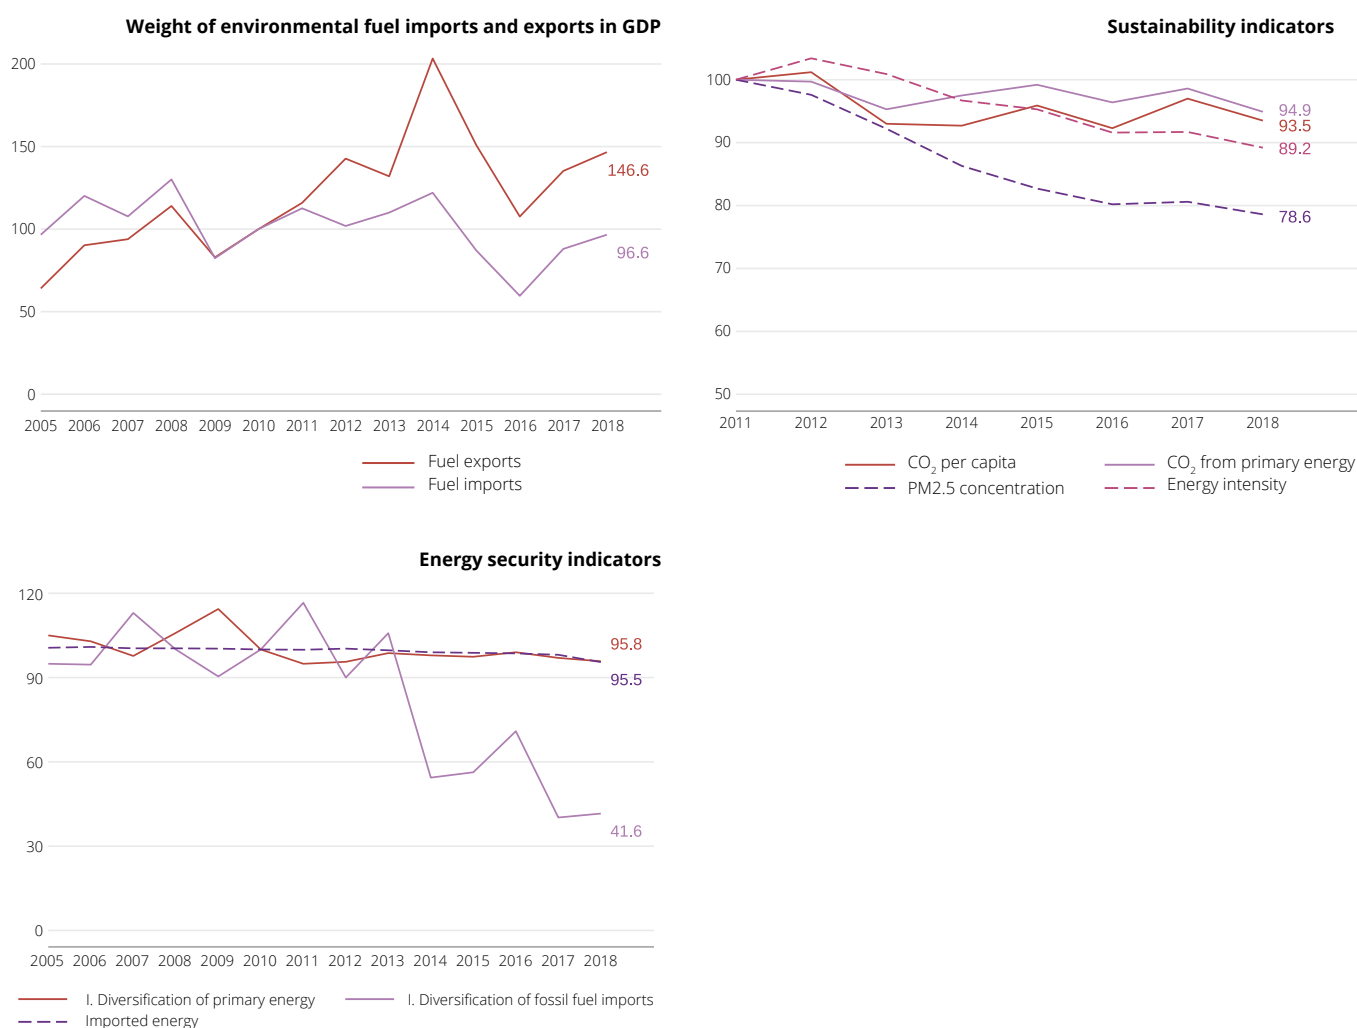 Weight of environmental fuel imports and exports in GDP
200
150
100
50
0
146.6
96.6
2005 2006 2007 2008 2009 2010 2011 2012 2013 2014 2015 2016 2017 2018
Fuel exports
Fuel imports
Sustainability indicators
100
90
80
70
60
50
94.9
93.5
89.2
78.6
2011 2012 2013 2014 2015 2016 2017 2018
CO2 per capita
CO2 from primary energy
PM2.5 concentration
Energy intensity
Energy security indicators
120
90
60
30
0
95.8
95.5
41.6
2005 2006 2007 2008 2009 2010 2011 2012 2013 2014 2015 2016 2017 2018
I. Diversification of primary energy
I. Diversification of fossil fuel imports
Imported energy